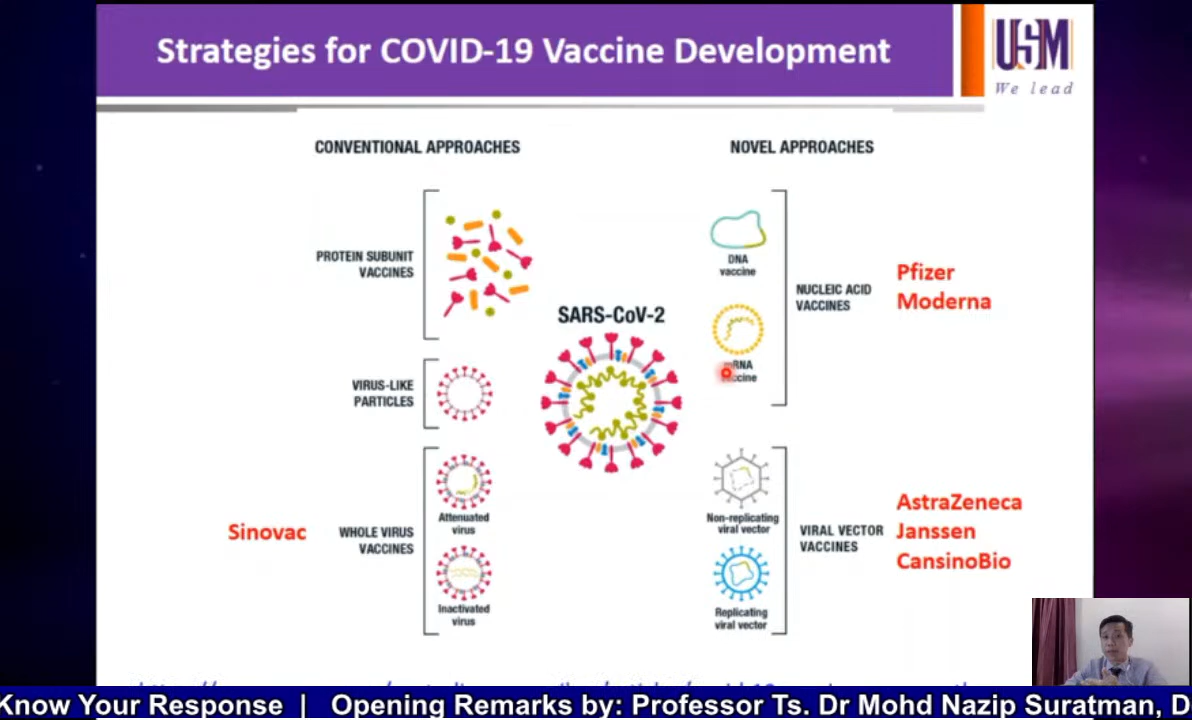 Strategies for COVID-19 Vaccine Development
USM
We lead
CONVENTIONAL APPROACHES
NOVEL APPROACHES
PROTEIN SUBUNIT
VACCINES
VIRUS-LIKE
PARTICLES
Sinovac
WHOLE VIRUS
VACCINES
Attenuated
virus
Inactivated
virus
SARS-CoV-2
DNA
vaccine
mRNA
NUCLEIC ACID
VACCINES
Pfizer
Moderna
Non-replicating
viral vector
Replicating
viral vector
VIRAL VECTOR
VACCINES
AstraZeneca
Janssen
CansinoBio
Know Your Response | Opening Remarks by: Professor Ts. Dr Mohd Nazip Suratman, D